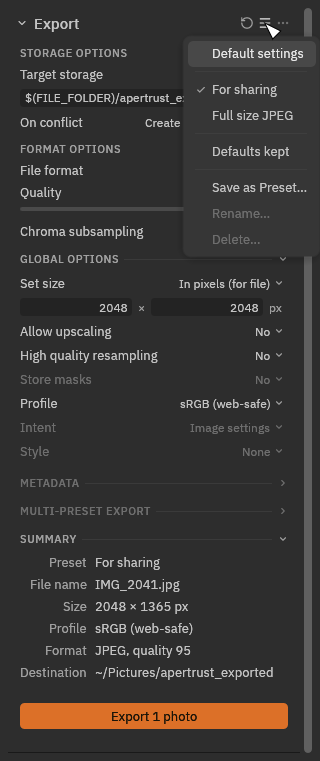 Export
Default settings
For sharing
Full size JPEG
Defaults kept
Save as Preset...
Rename...
Delete...
STORAGE OPTIONS
Target storage
$(FILE_FOLDER)/apertrust_e
On conflict Create
FORMAT OPTIONS
File format
Quality
Chroma subsampling
GLOBAL OPTIONS
Set size In pixels (for file)
2048 × 2048 px
Allow upscaling No
High quality resampling No
Store masks No
Profile sRGB (web-safe)
Intent Image settings
Style None
METADATA
MULTI-PRESET EXPORT
SUMMARY
Preset For sharing
File name IMG_2041.jpg
Size 2048 × 1365 px
Profile sRGB (web-safe)
Format JPEG, quality 95
Destination ~/Pictures/apertrust_exported
Export 1 photo